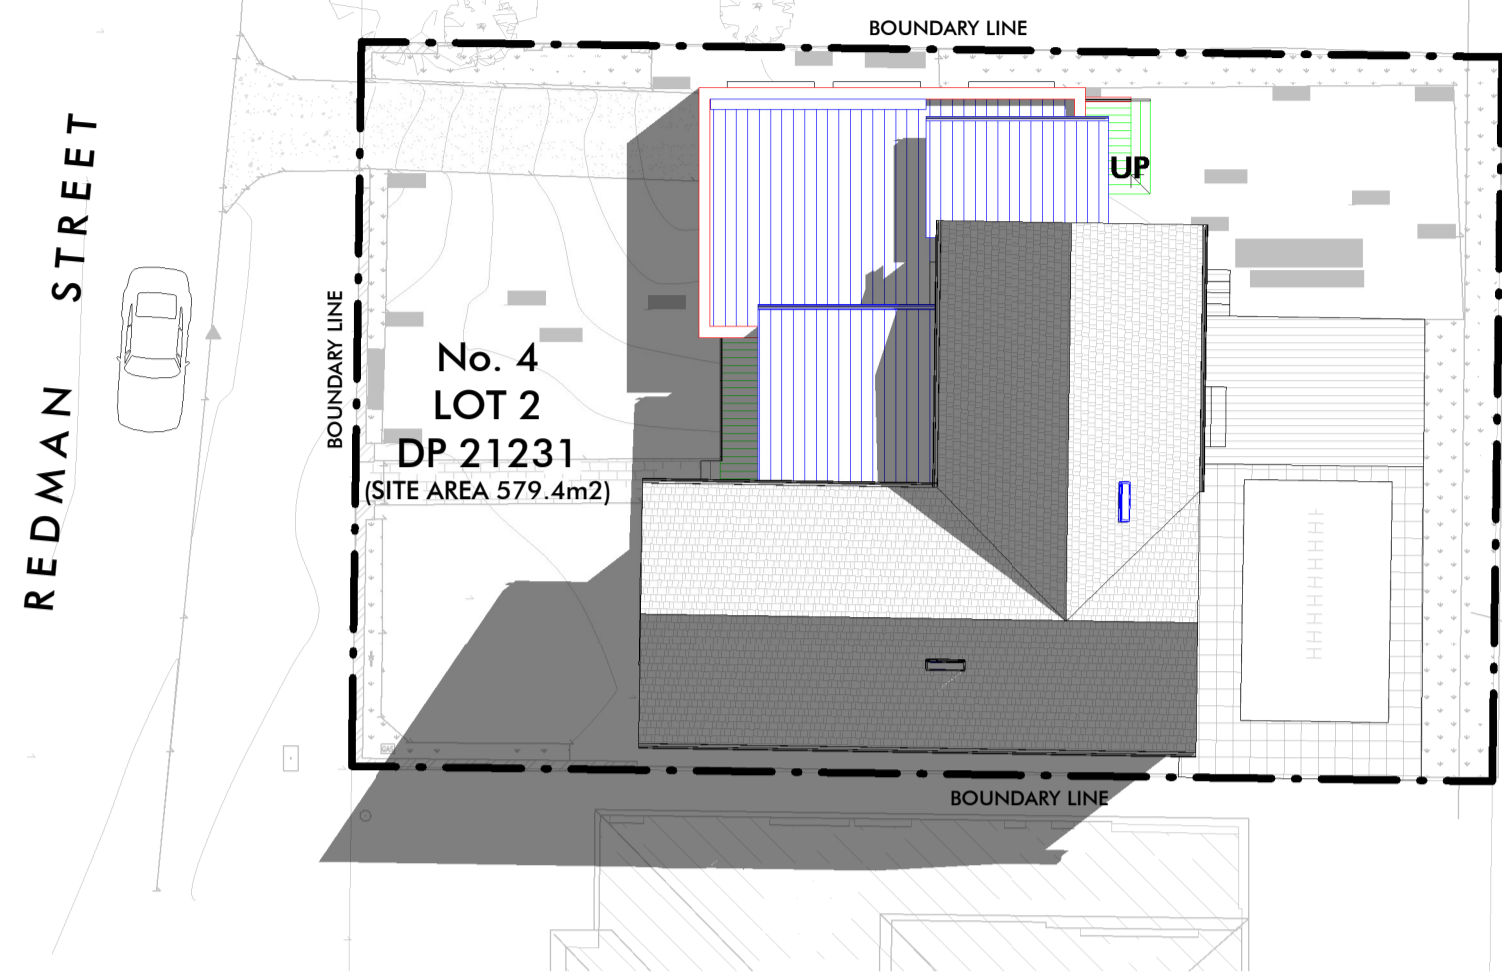 BOUNDARY LINE
REDMAN STREET
BOUNDARY LINE
UP
No. 4
LOT 2
DP 21231
(SITE AREA 579.4m2)
GAS
BOUNDARY LINE